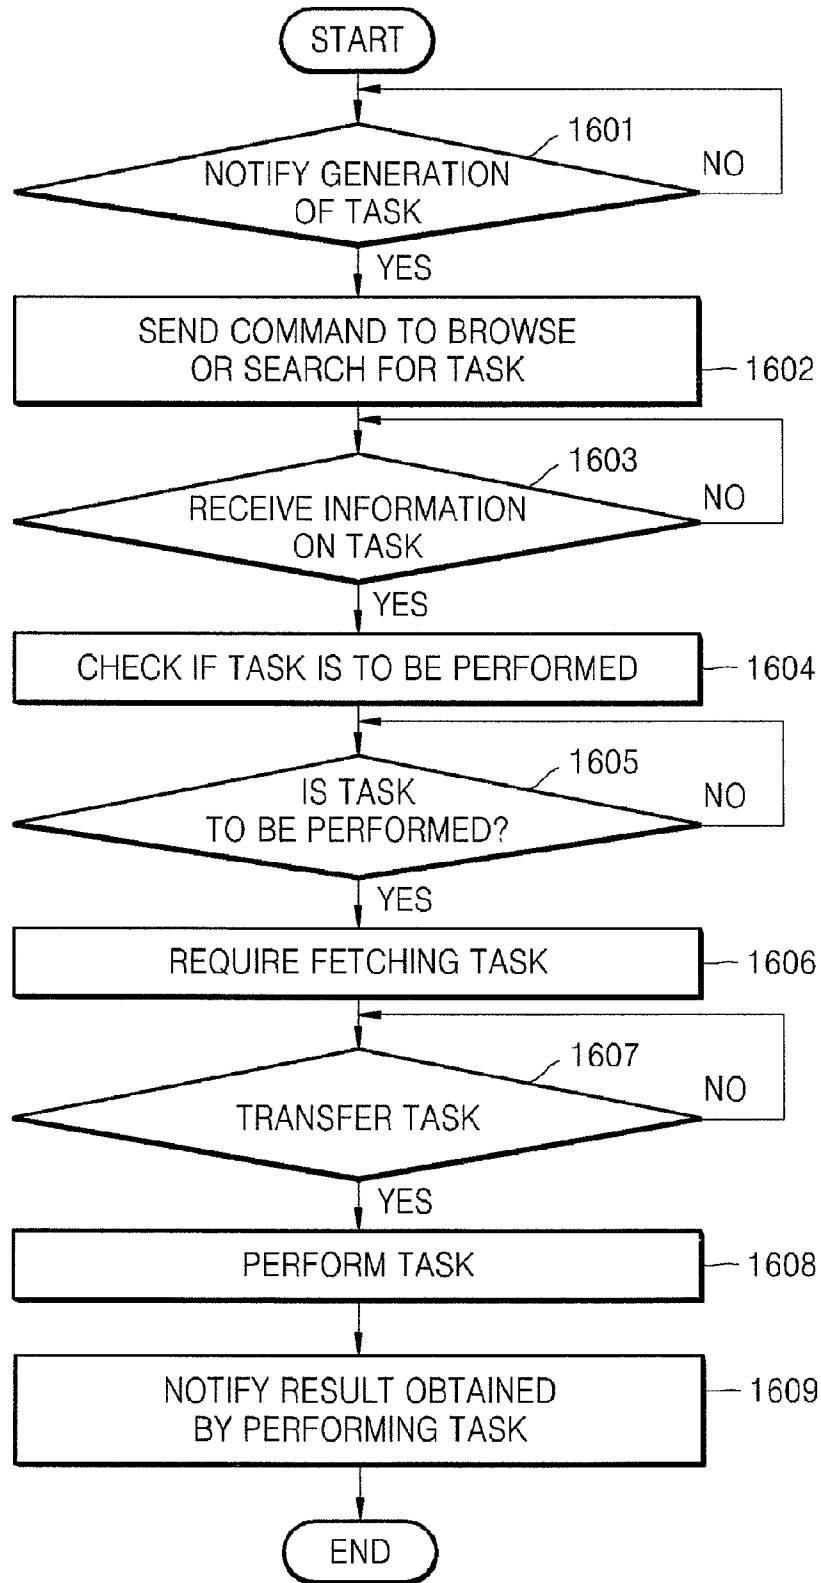 START
1601
NOTIFY GENERATION
OF TASK
NO
YES
SEND COMMAND TO BROWSE
OR SEARCH FOR TASK
1602
1603
RECEIVE INFORMATION
ON TASK
NO
YES
CHECK IF TASK IS TO BE PERFORMED
1604
1605
IS TASK
TO BE PERFORMED?
NO
YES
REQUIRE FETCHING TASK
1606
1607
TRANSFER TASK
NO
YES
PERFORM TASK
1608
NOTIFY RESULT OBTAINED
BY PERFORMING TASK
1609
END